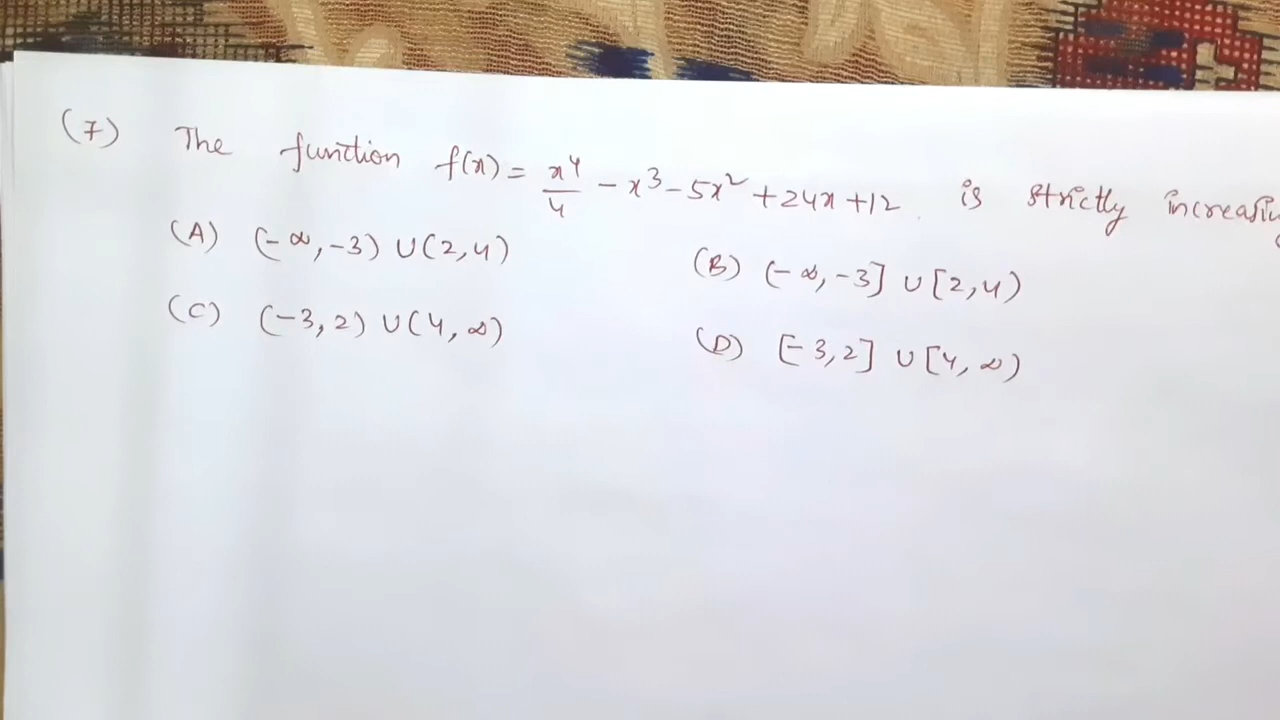 (7) The function f(x) = x⁴/4 - x³ - 5x² + 24x + 12 is strictly
(A) (-∞, -3) ∪ (2, 4)
(B) (-∞, -3] ∪ [2, 4)
(C) (-3, 2) ∪ (4, ∞)
(D) [-3, 2] ∪ [4, ∞)